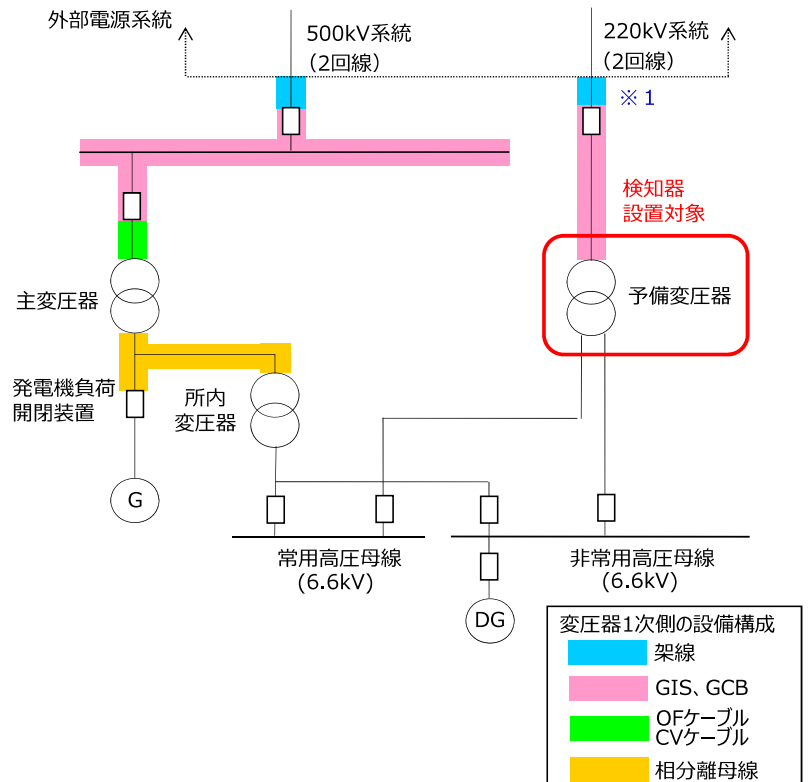 外部電源系統
500kV系統
（2回線）
220kV系統
（2回線）
※1
検知器
設置対象
主変圧器
予備変圧器
発電機負荷
開閉装置
所内
変圧器
G
常用高圧母線
（6.6kV）
非常用高圧母線
（6.6kV）
DG
変圧器1次側の設備構成
架線
GIS、GCB
OFケーブル
CVケーブル
相分離母線